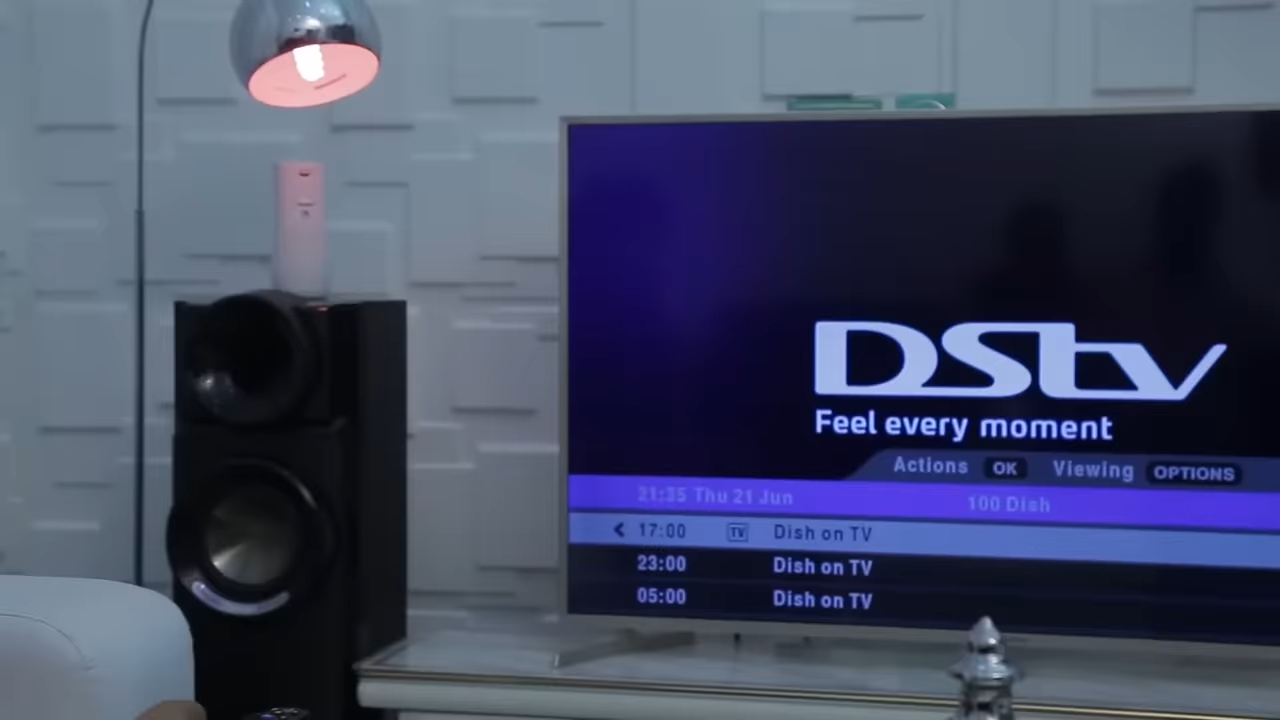 DStv
Feel every moment
Actions OK Viewing OPTIONS
21:35 Thu 21 Jun 100 Dish
< 17:00 TV Dish on TV
23:00 Dish on TV
05:00 Dish on TV